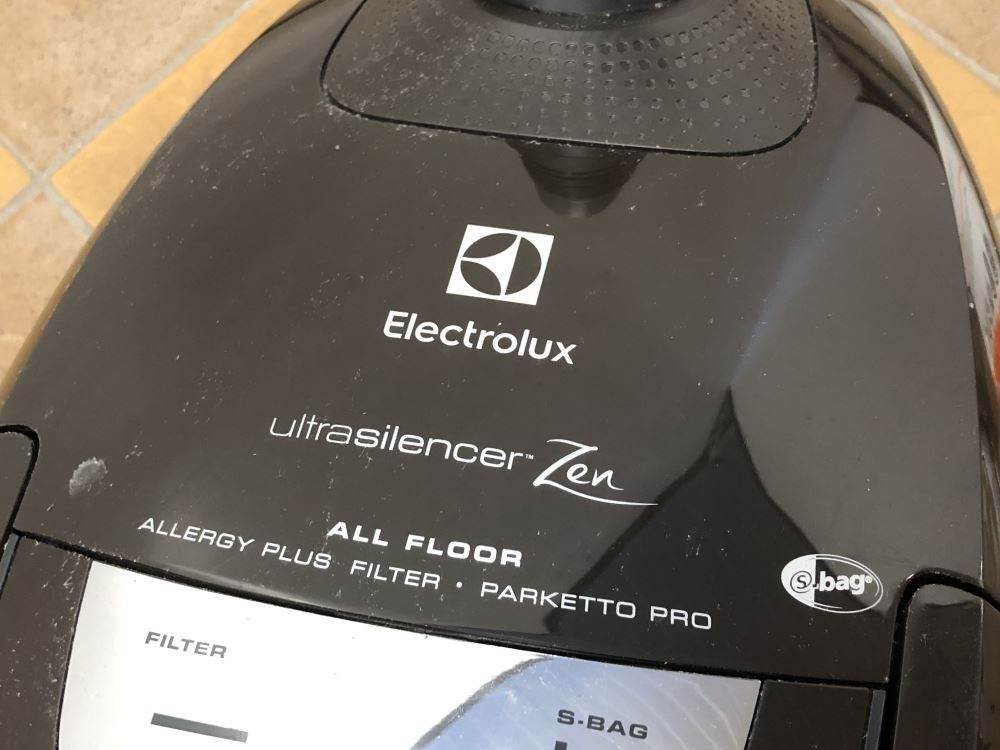 Electrolux
ultrasilencer™ Zen
ALL FLOOR
ALLERGY PLUS FILTER • PARKETTO PRO
s-bag®
FILTER
S-BAG